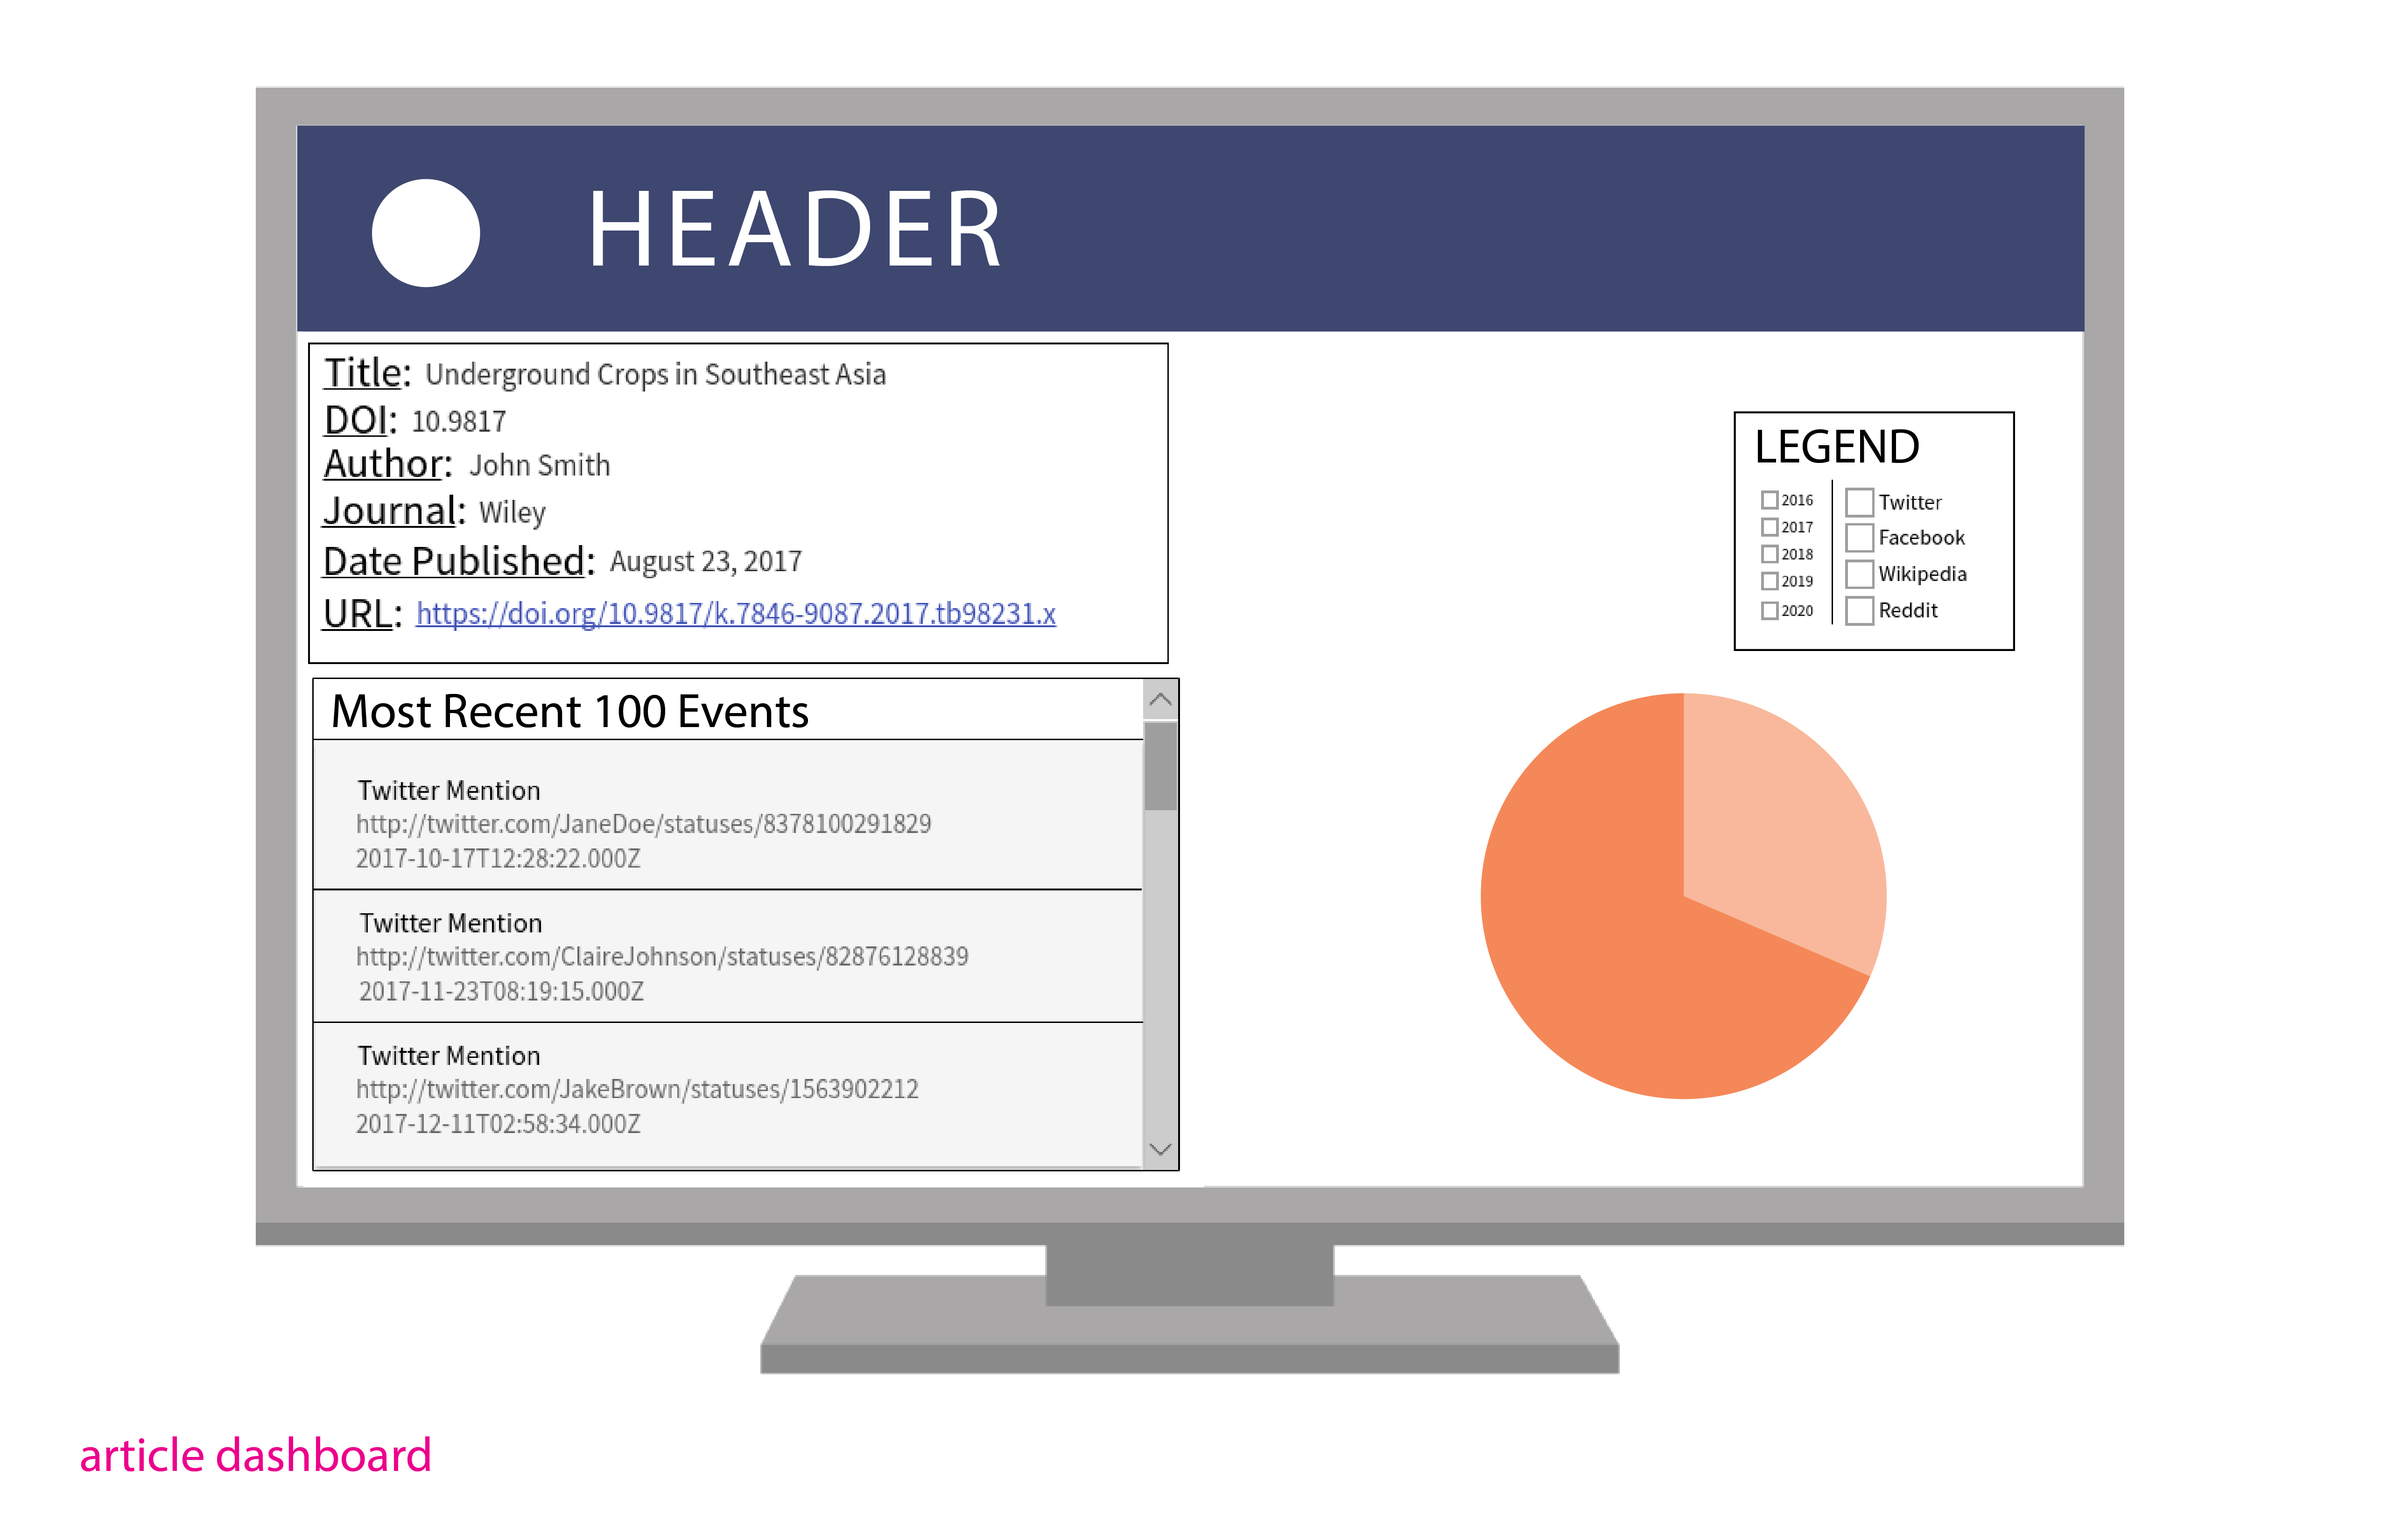 HEADER
Title: Underground Crops in Southeast Asia
DOI: 10.9817
Author: John Smith
Journal: Wiley
Date Published: August 23, 2017
URL: https://doi.org/10.9817/k.7846-9087.2017.tb98231.x
Most Recent 100 Events
Twitter Mention
http://twitter.com/JaneDoe/statuses/8378100291829
2017-10-17T12:28:22.000Z
Twitter Mention
http://twitter.com/ClaireJohnson/statuses/82876128839
2017-11-23T08:19:15.000Z
Twitter Mention
http://twitter.com/JakeBrown/statuses/1563902212
2017-12-11T02:58:34.000Z
LEGEND
2016
2017
2018
2019
2020
Twitter
Facebook
Wikipedia
Reddit
article dashboard